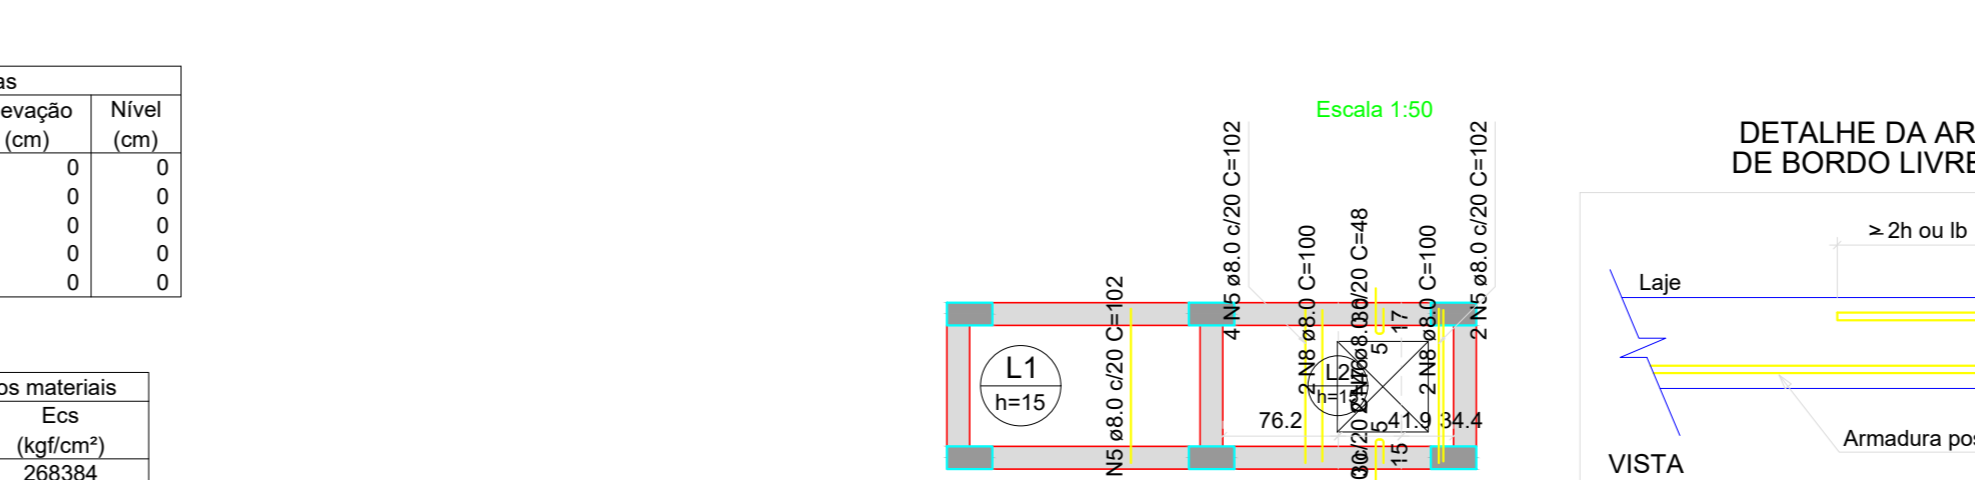 as
evação Nível
(cm) (cm)
0 0
0 0
0 0
0 0
0 0
os materiais
Ecs
(kgf/cm²)
268384
Escala 1:50
4 N5 ø8.0 c/20 C=102
2 N5 ø8.0 c/20 C=102
2 N8 ø8.0 C=100
c/20 C=48
2 N8 ø8.0 C=100
N5 ø8.0 c/20 C=102
L1
h=15
L2
76.2
41.9
34.4
17
5
5
15
DETALHE DA AR
DE BORDO LIVRE
≥ 2h ou lb
Laje
Armadura pos
VISTA